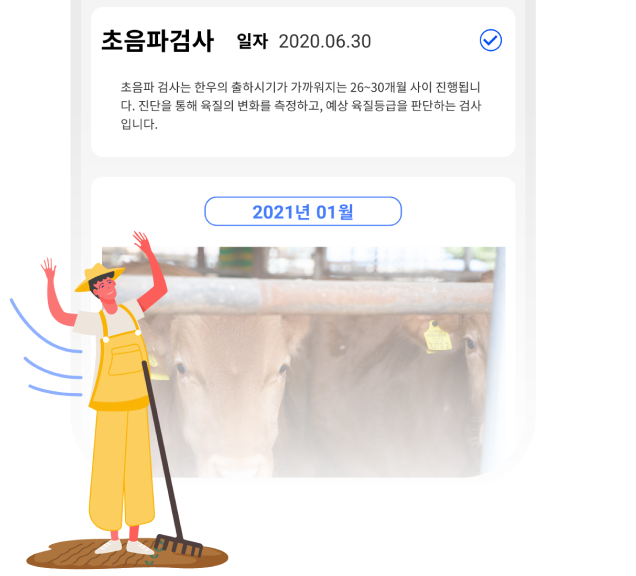 초음파검사 일자 2020.06.30
초음파 검사는 한우의 출하시기가 가까워지는 26~30개월 사이 진행됩니
다. 진단을 통해 육질의 변화를 측정하고, 예상 육질등급을 판단하는 검사
입니다.
2021년 01월